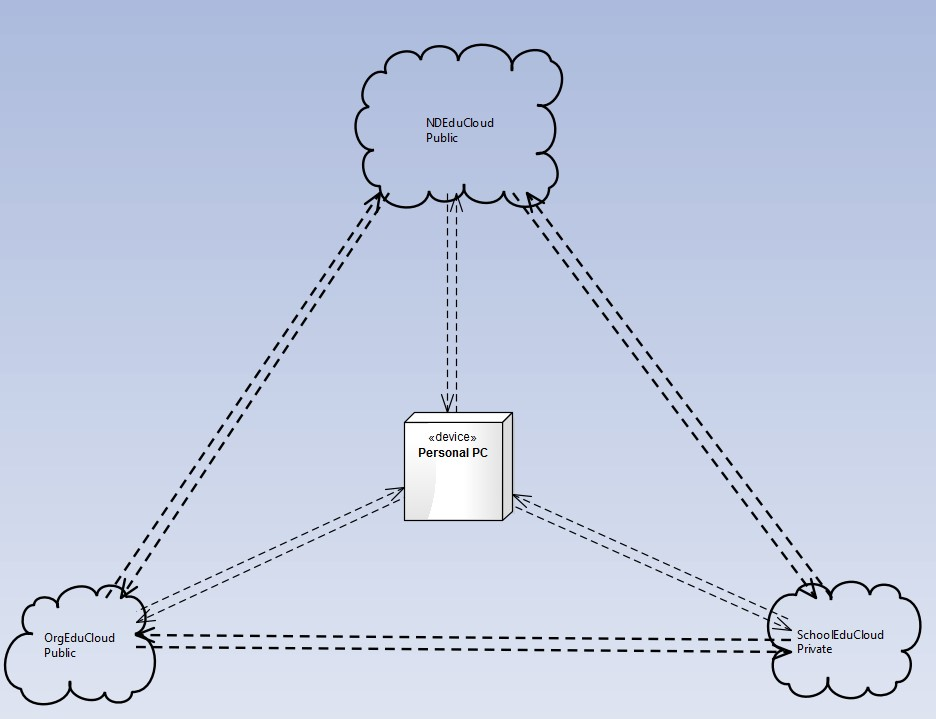 NDEduCloud
Public
«device»
Personal PC
OrgEduCloud
Public
SchoolEduCloud
Private